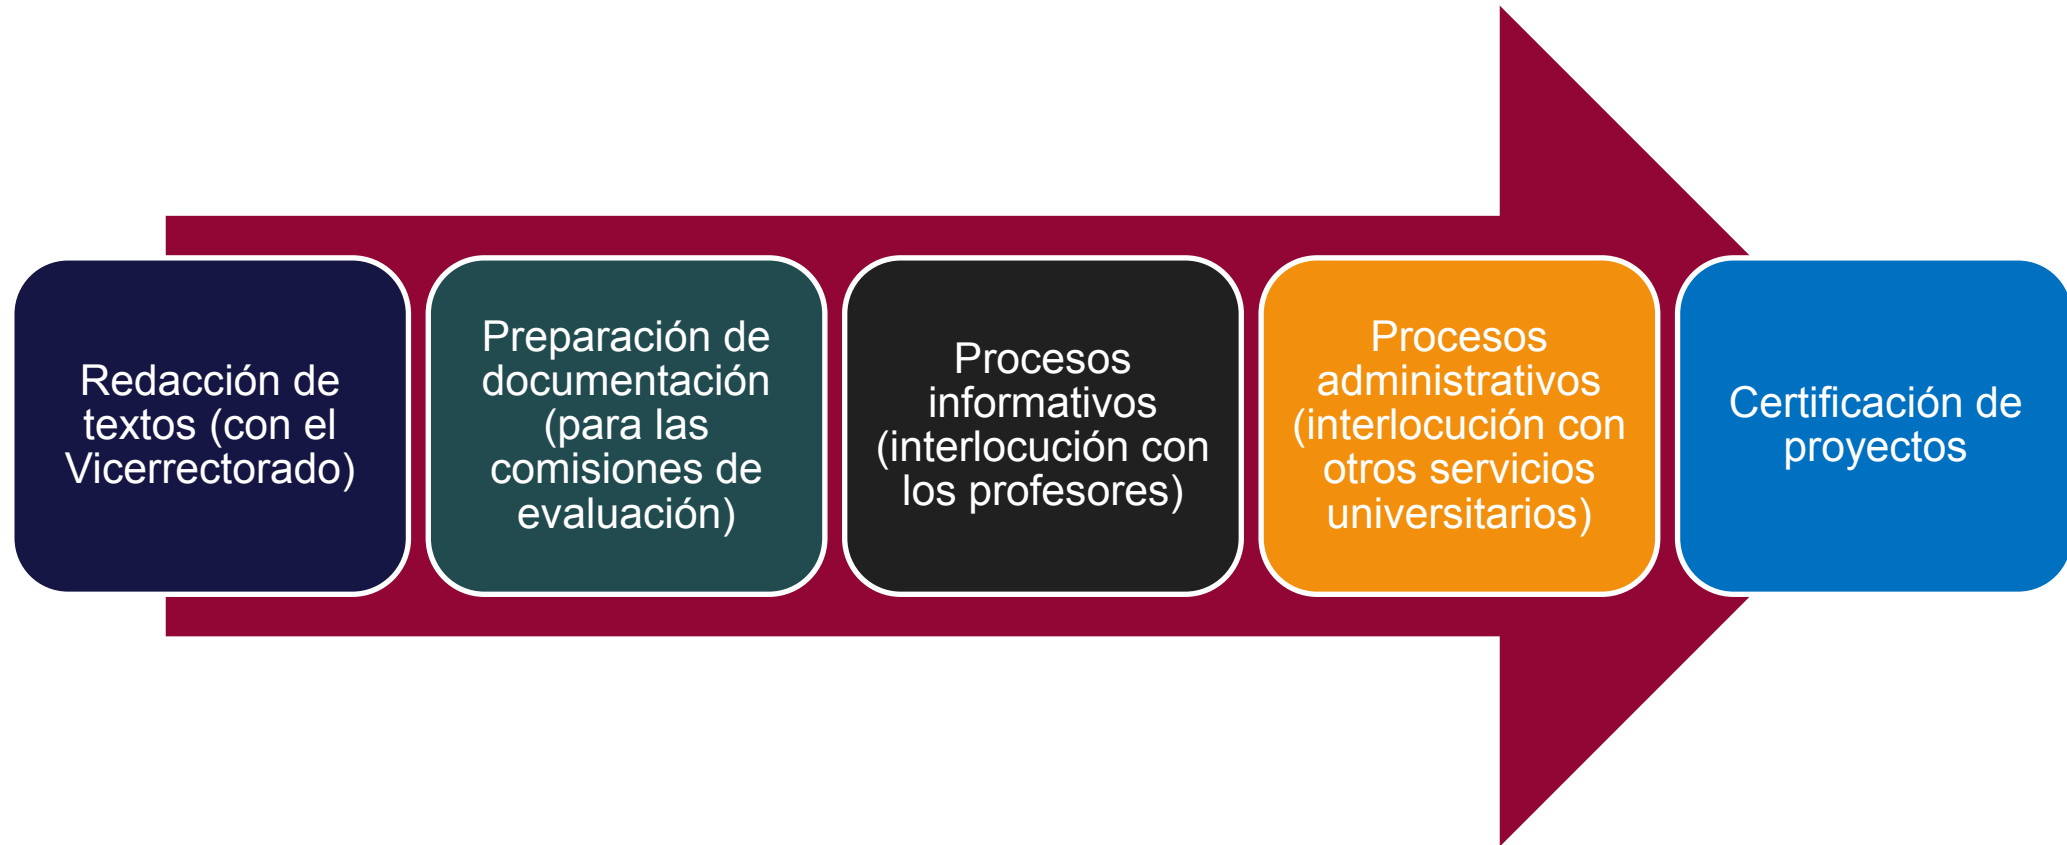 Redacción de
textos (con el
Vicerrectorado)
Preparación de
documentación
(para las
comisiones de
evaluación)
Procesos
informativos
(interlocución con
los profesores)
Procesos
administrativos
(interlocución con
otros servicios
universitarios)
Certificación de
proyectos